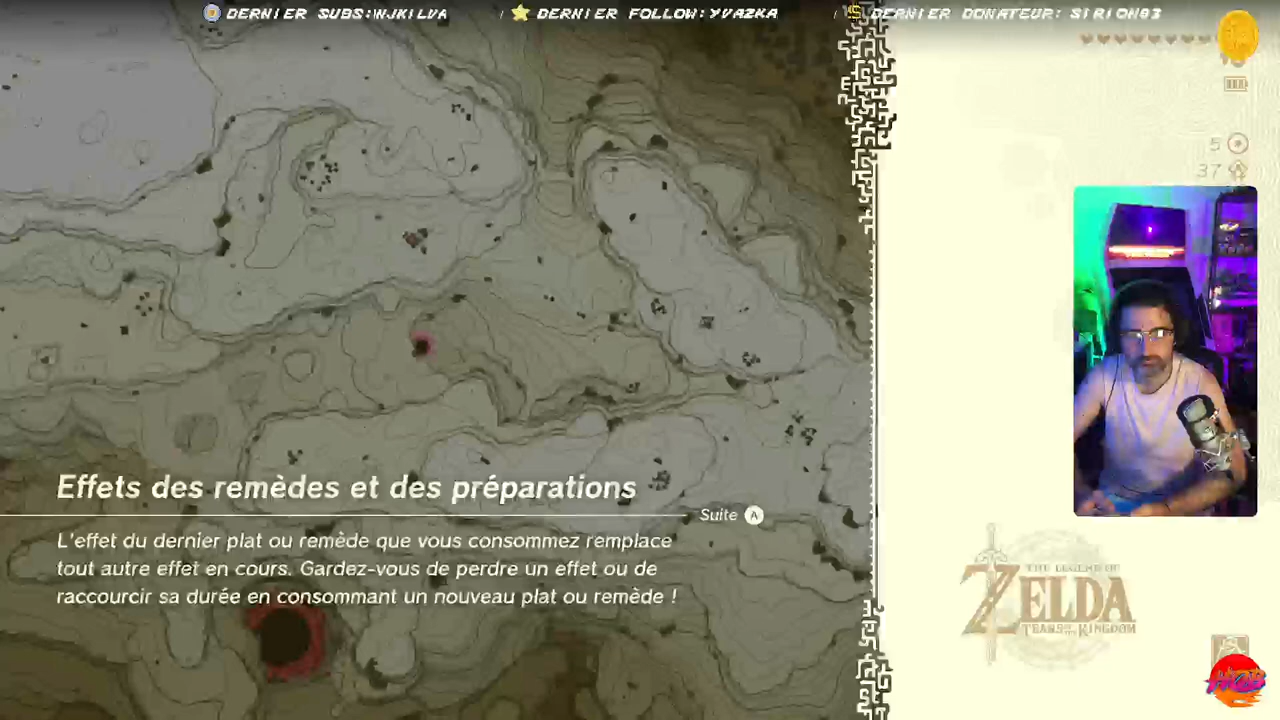 DERNIER SUBS:WJKILVA
DERNIER FOLLOW:YVAZKA
DERNIER DONATEUR: SIRION83
5
37
Effets des remèdes et des préparations
Suite A
L'effet du dernier plat ou remède que vous consommez remplace
tout autre effet en cours. Gardez-vous de perdre un effet ou de
raccourcir sa durée en consommant un nouveau plat ou remède !
THE LEGEND OF
ZELDA
TEARS OF THE KINGDOM